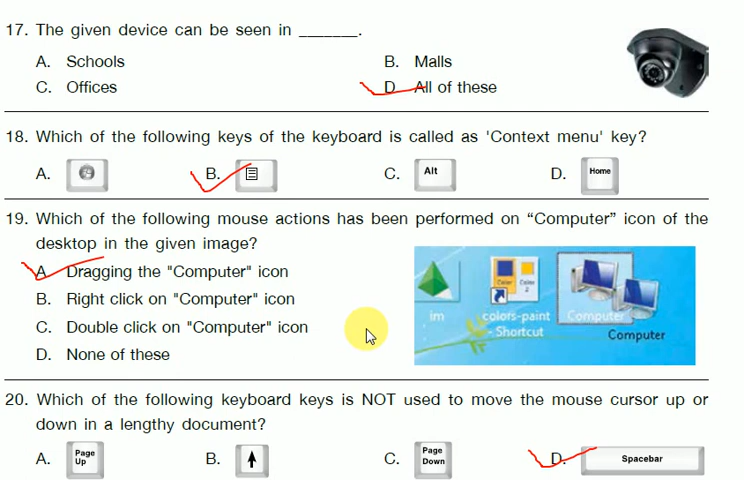 17. The given device can be seen in _______.
A. Schools B. Malls
C. Offices D. All of these
18. Which of the following keys of the keyboard is called as 'Context menu' key?
A. B. C. Alt D. Home
19. Which of the following mouse actions has been performed on “Computer” icon of the
desktop in the given image?
A. Dragging the "Computer" icon
B. Right click on "Computer" icon
C. Double click on "Computer" icon
D. None of these
Color Color
2
im colors-paint Computer
- Shortcut Computer
20. Which of the following keyboard keys is NOT used to move the mouse cursor up or
down in a lengthy document?
A. Page Up B. C. Page Down D. Spacebar